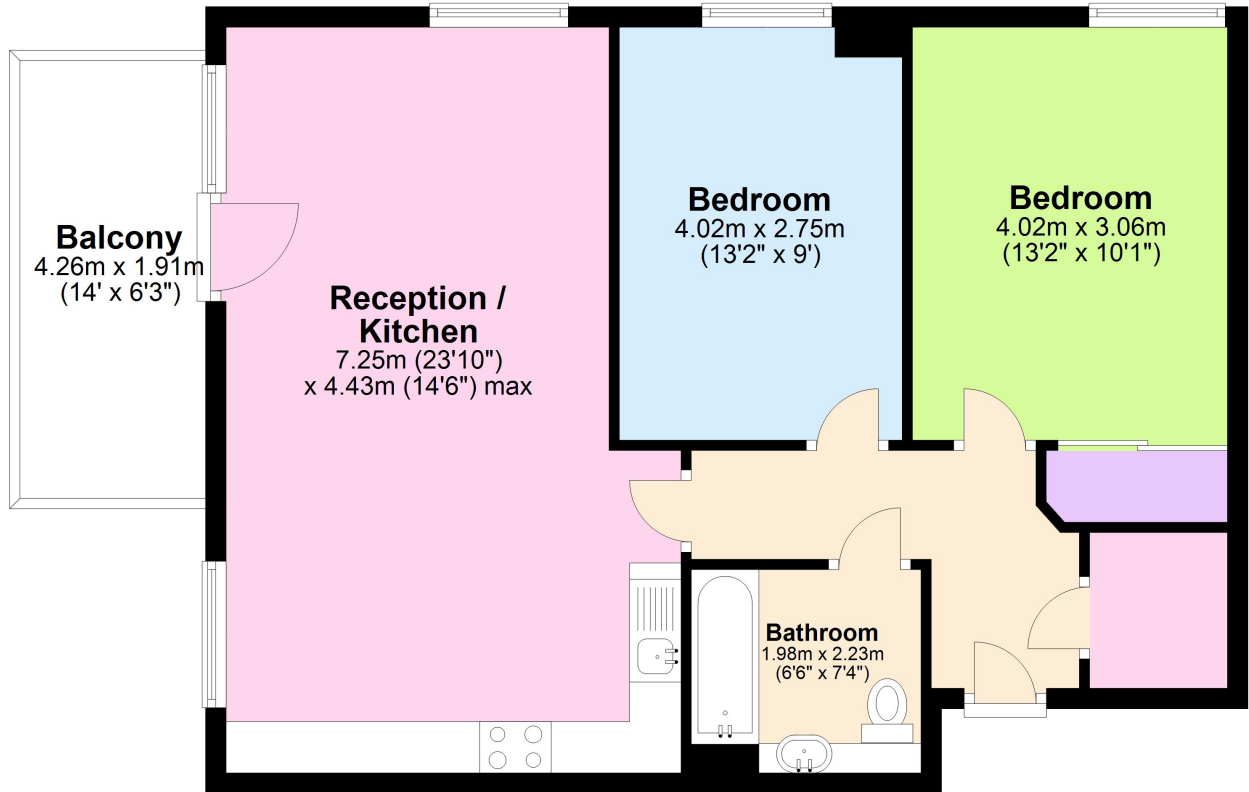 Balcony
4.26m x 1.91m
(14' x 6'3")
Reception /
Kitchen
7.25m (23'10")
x 4.43m (14'6") max
Bedroom
4.02m x 2.75m
(13'2" x 9')
Bedroom
4.02m x 3.06m
(13'2" x 10'1")
Bathroom
1.98m x 2.23m
(6'6" x 7'4")